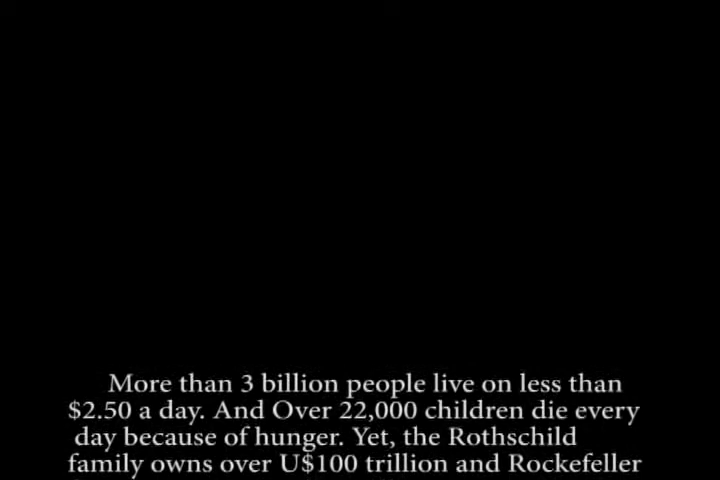 More than 3 billion people live on less than
$2.50 a day. And Over 22,000 children die every
day because of hunger. Yet, the Rothschild
family owns over U$100 trillion and Rockefeller